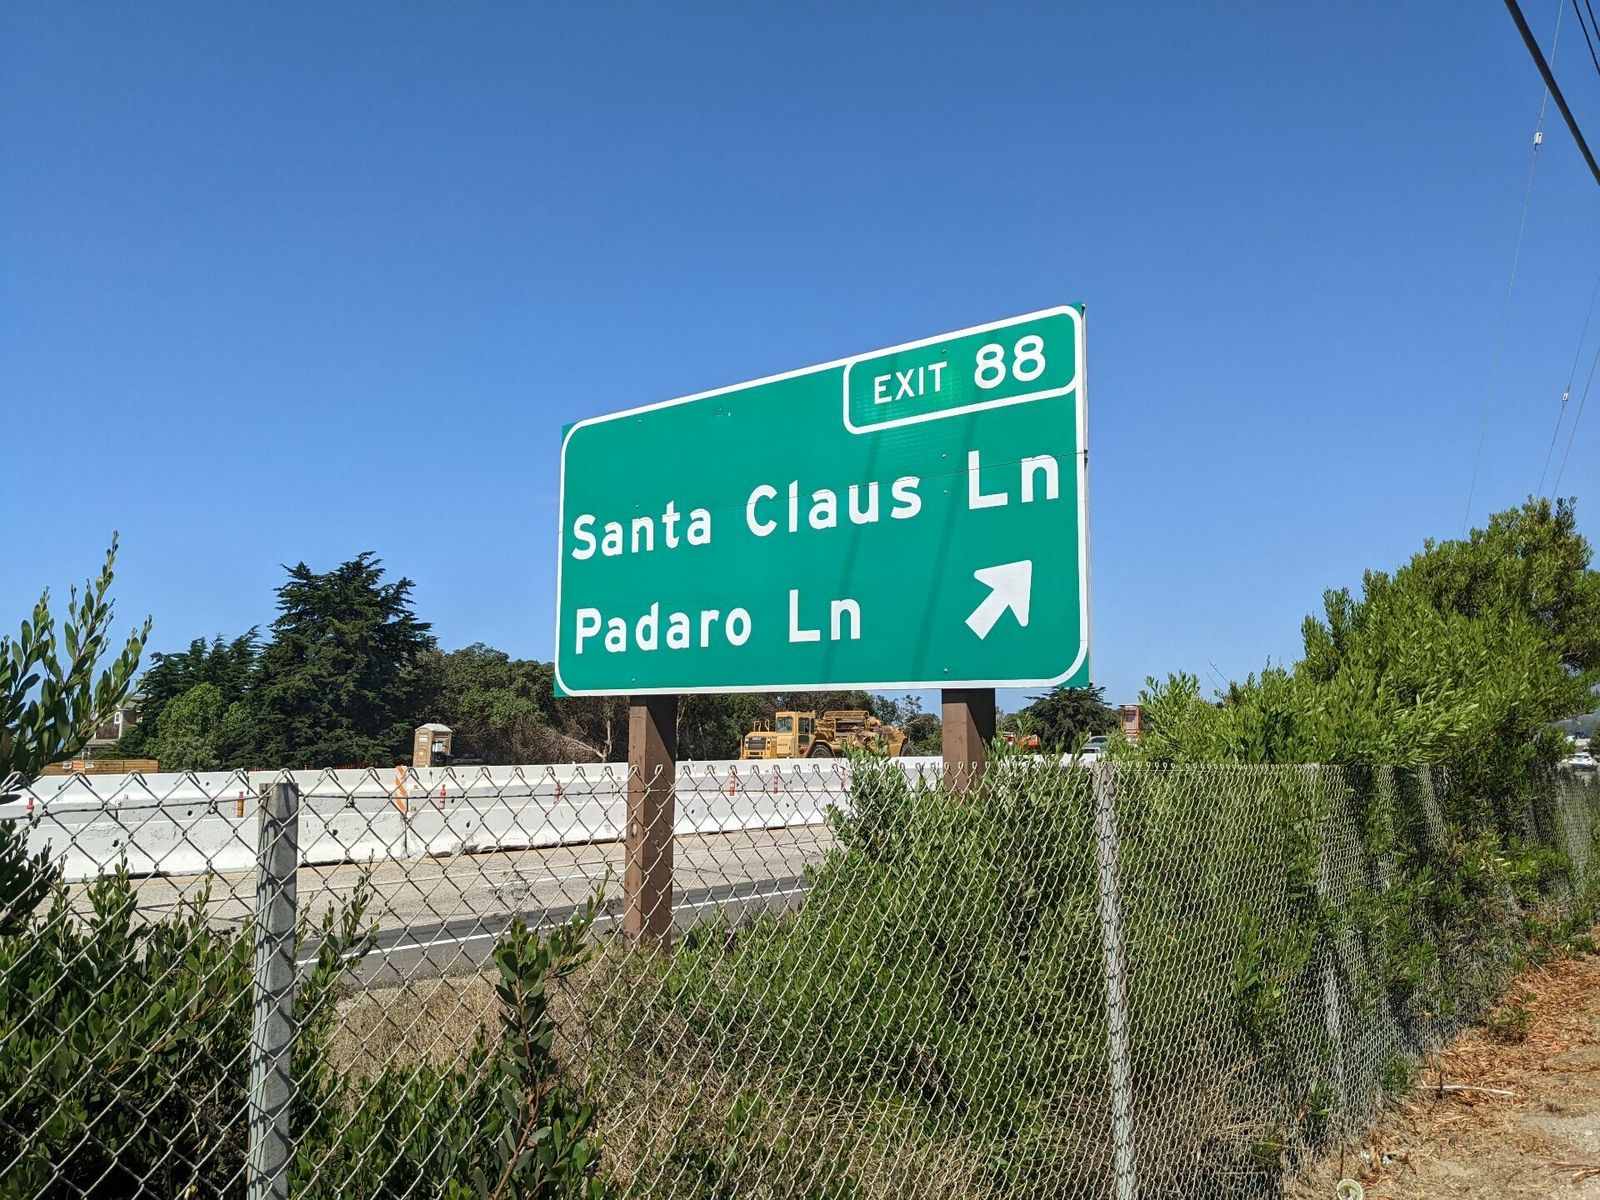 EXIT 88
Santa Claus Ln
Padaro Ln